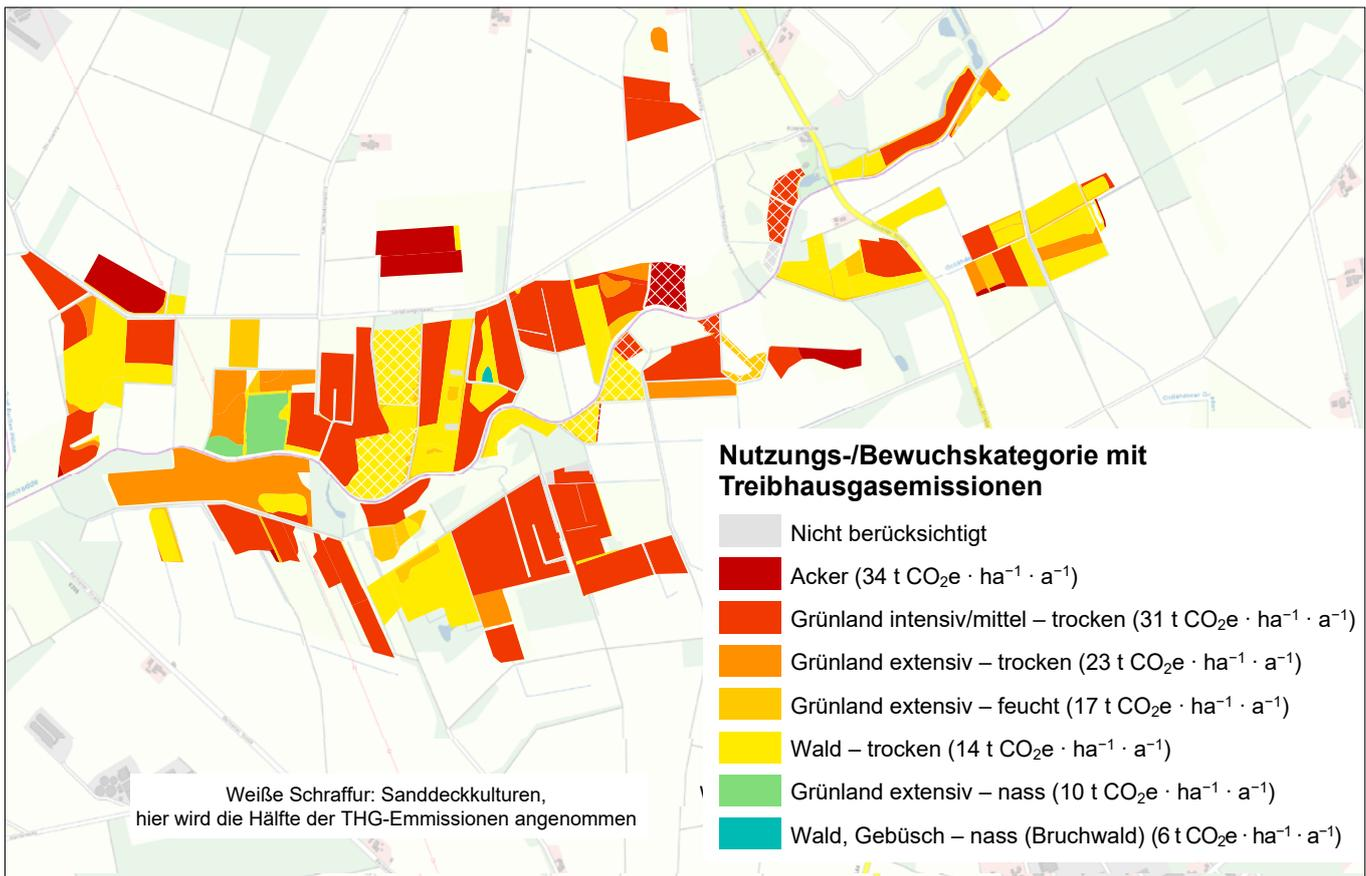 Nutzungs-/Bewuchskategorie mit
Treibhausgasemissionen
Nicht berücksichtigt
Acker (34 t CO₂e · ha⁻¹ · a⁻¹)
Grünland intensiv/mittel – trocken (31 t CO₂e · ha⁻¹ · a⁻¹)
Grünland extensiv – trocken (23 t CO₂e · ha⁻¹ · a⁻¹)
Grünland extensiv – feucht (17 t CO₂e · ha⁻¹ · a⁻¹)
Wald – trocken (14 t CO₂e · ha⁻¹ · a⁻¹)
Grünland extensiv – nass (10 t CO₂e · ha⁻¹ · a⁻¹)
Wald, Gebüsch – nass (Bruchwald) (6 t CO₂e · ha⁻¹ · a⁻¹)
Weiße Schraffur: Sanddeckkulturen,
hier wird die Hälfte der THG-Emmissionen angenommen